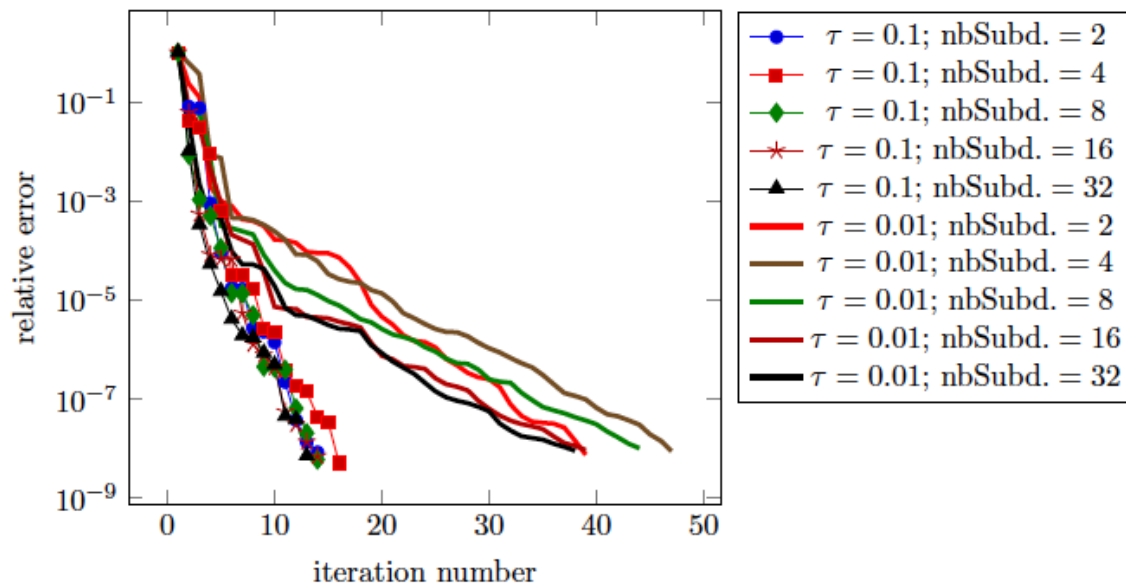 10^{-1}
10^{-3}
10^{-5}
10^{-7}
10^{-9}
relative error
0 10 20 30 40 50
iteration number
τ = 0.1; nbSubd. = 2
τ = 0.1; nbSubd. = 4
τ = 0.1; nbSubd. = 8
τ = 0.1; nbSubd. = 16
τ = 0.1; nbSubd. = 32
τ = 0.01; nbSubd. = 2
τ = 0.01; nbSubd. = 4
τ = 0.01; nbSubd. = 8
τ = 0.01; nbSubd. = 16
τ = 0.01; nbSubd. = 32